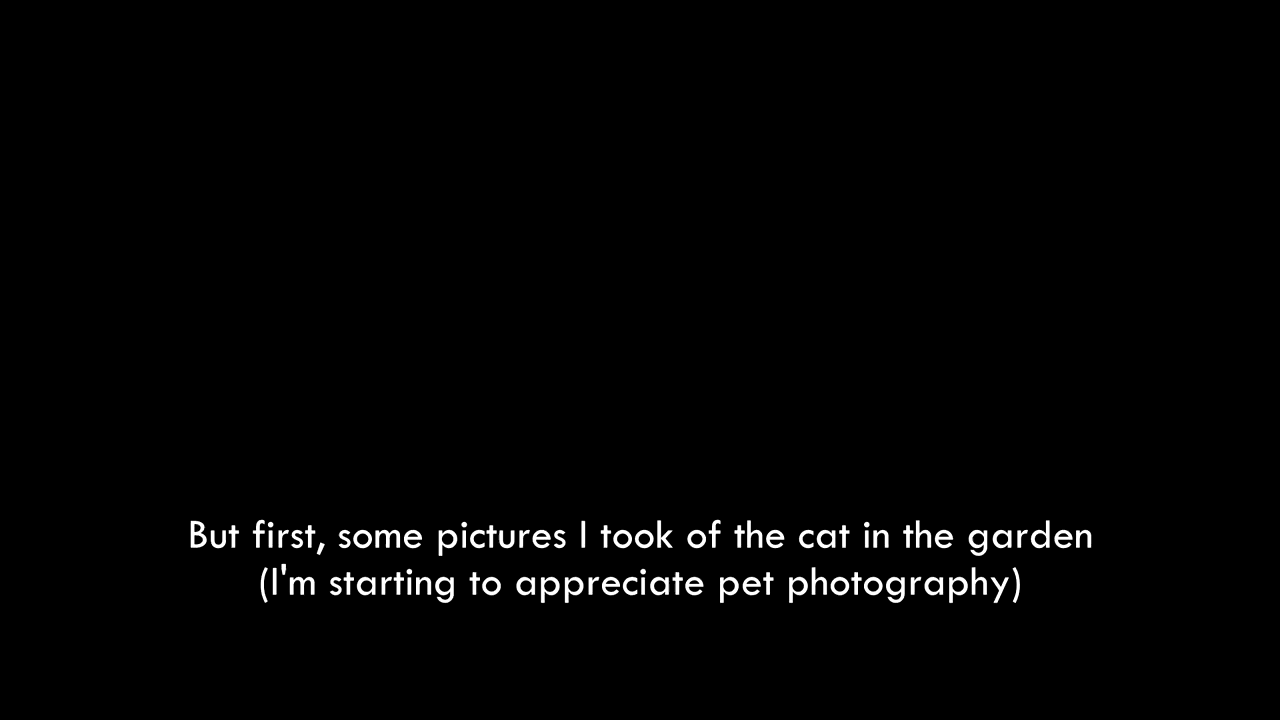 But first, some pictures I took of the cat in the garden
(I'm starting to appreciate pet photography)